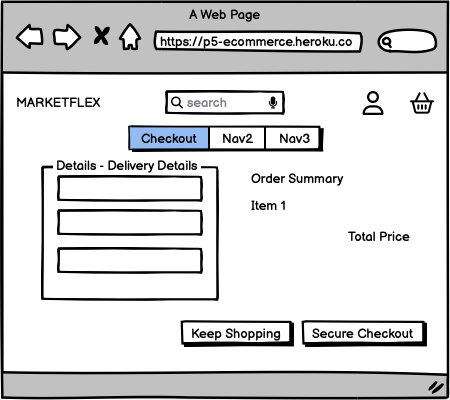 A Web Page
https://p5-ecommerce.heroku.co
MARKETFLEX
search
Checkout
Nav2
Nav3
Details - Delivery Details
Order Summary
Item 1
Total Price
Keep Shopping
Secure Checkout